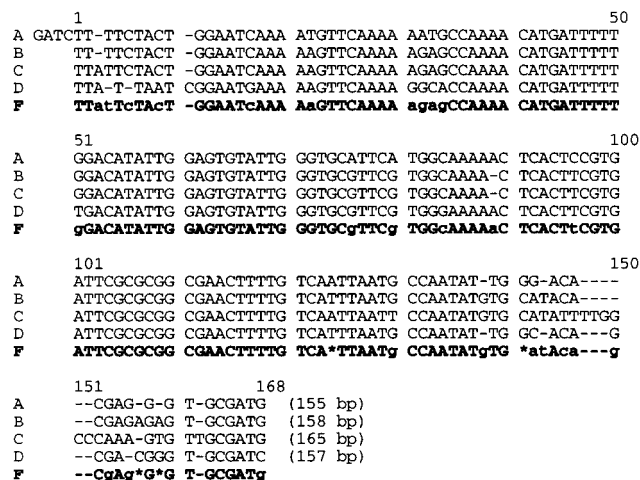 1 50
A GATCTT-TTCTACT -GGAATCAAA ATGTTCAAAA AATGCCAAAA CATGATTTTT
B TT-TTCTACT -GGAATCAAA AAGTTCAAAA AGAGCCAAAA CATGATTTTT
C TTATTCTACT -GGAATCAAA AAGTTCAAAA AGAGCCAAAA CATGATTTTT
D TTA-T-TAAT CGGAATGAAA AAGTTCAAAA AGGCACCAAAA CATGATTTTT
F TTatTcTAcT -GGAATcAAA AaGTTCAAAA agagCCAAAA CATGATTTTT
51 100
A GGACATATTG GAGTGTATTG GGTGCATTCA TGGCAAAAAC TCACTCCGTG
B GGACATATTG GAGTGTATTG GGTGCGTTCG TGGCAAAA-C TCACTTCGTG
C GGACATATTG GAGTGTATTG GGTGCGTTCG TGGCAAAA-C TCACTTCGTG
D TGACATATTG GAGTGTATTG GGTGCGTTCG TGGGAAAAAC TCACTTCGTG
F gGACATATTG GAGTGTATTG GGTGCgTTCg TGGcAAAAaC TCACTtCGTG
101 150
A ATTCGCGCGG CGAACTTTTG TCAATTAATG CCAATAT-TG GG-ACA----
B ATTCGCGCGG CGAACTTTTG TCATTTAATG CCAATATGTG CATACA----
C ATTCGCGCGG CGAACTTTTG TCAATTAATT CCAATATGTG CATATTTTGG
D ATTCGCGCGG CGAACTTTTG TCATTTAATG CCAATAT-TG GC-ACA---G
F ATTCGCGCGG CGAACTTTTG TCA*TTAATg CCAATATgTG *atAca---g
151 168
A --CGAG-G-G T-GCGATG (155 bp)
B --CGAGAGAG T-GCGATG (158 bp)
C CCCAAA-GTG TTGCGATG (165 bp)
D --CGA-CGGG T-GCGATC (157 bp)
F --CgAg*G*G T-GCGATg